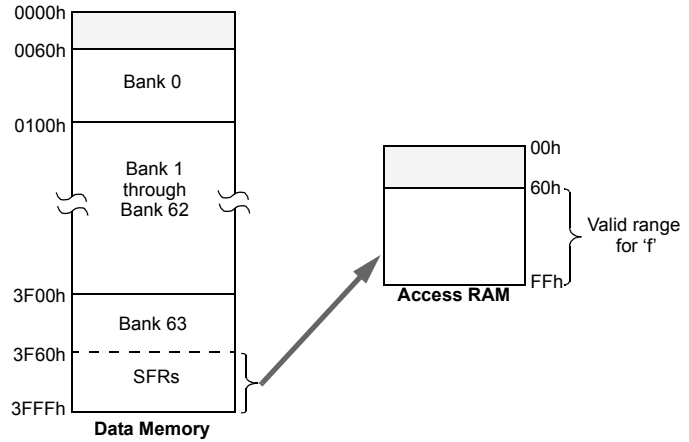 0000h
0060h
Bank 0
0100h
Bank 1
through
Bank 62
3F00h
Bank 63
3F60h
SFRs
3FFFh
Data Memory
00h
60h
Valid range
for ‘f’
FFh
Access RAM